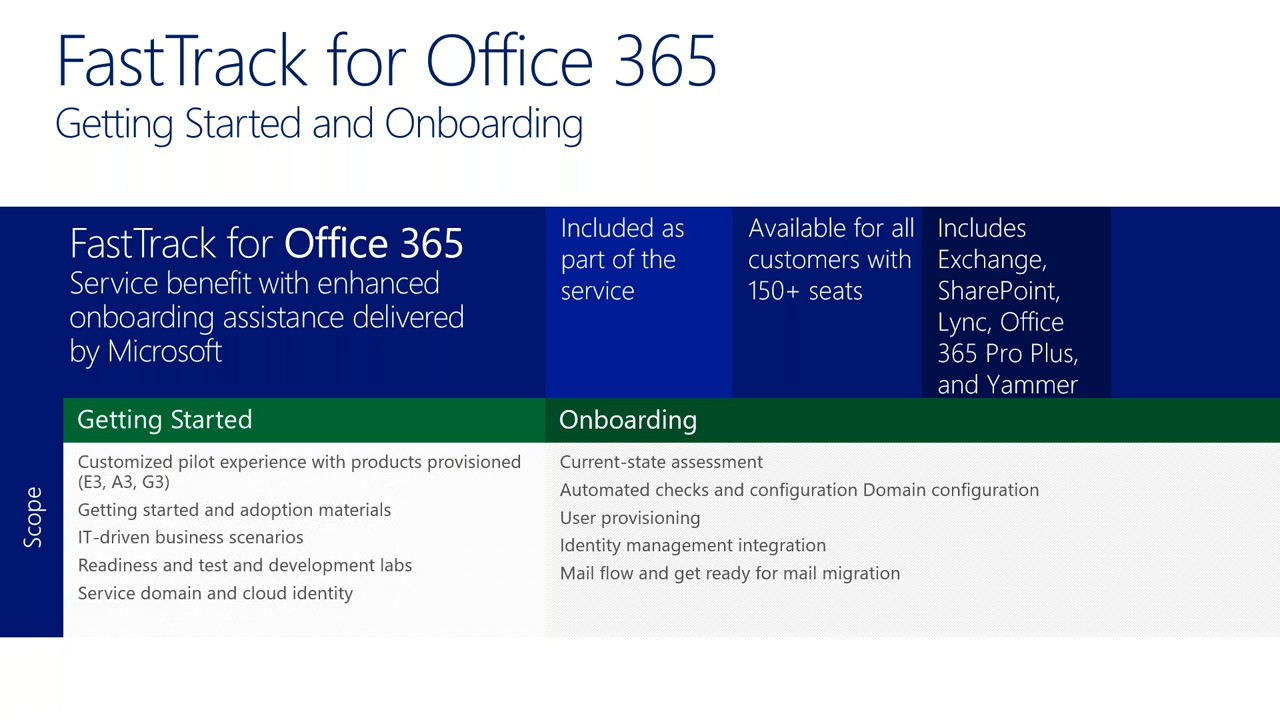 FastTrack for Office 365
Getting Started and Onboarding
FastTrack for Office 365
Service benefit with enhanced
onboarding assistance delivered
by Microsoft
Included as
part of the
service
Available for all
customers with
150+ seats
Includes
Exchange,
SharePoint,
Lync, Office
365 Pro Plus,
and Yammer
Scope
Getting Started
Customized pilot experience with products provisioned
(E3, A3, G3)
Getting started and adoption materials
IT-driven business scenarios
Readiness and test and development labs
Service domain and cloud identity
Onboarding
Current-state assessment
Automated checks and configuration Domain configuration
User provisioning
Identity management integration
Mail flow and get ready for mail migration